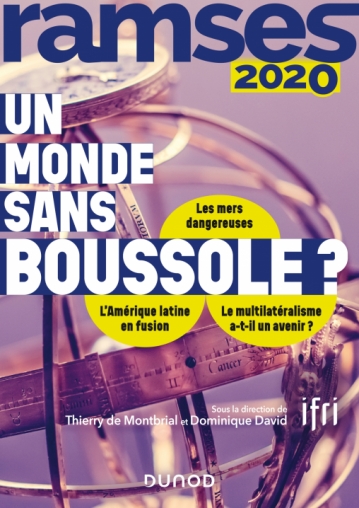 ramses
2020
UN
MONDE
SANS
BOUSSOLE ?
Les mers
dangereuses
L'Amérique latine
en fusion
Le multilatéralisme
a-t-il un avenir ?
Sous la direction de
Thierry de Montbrial et Dominique David
ifri
DUNOD
Cancer